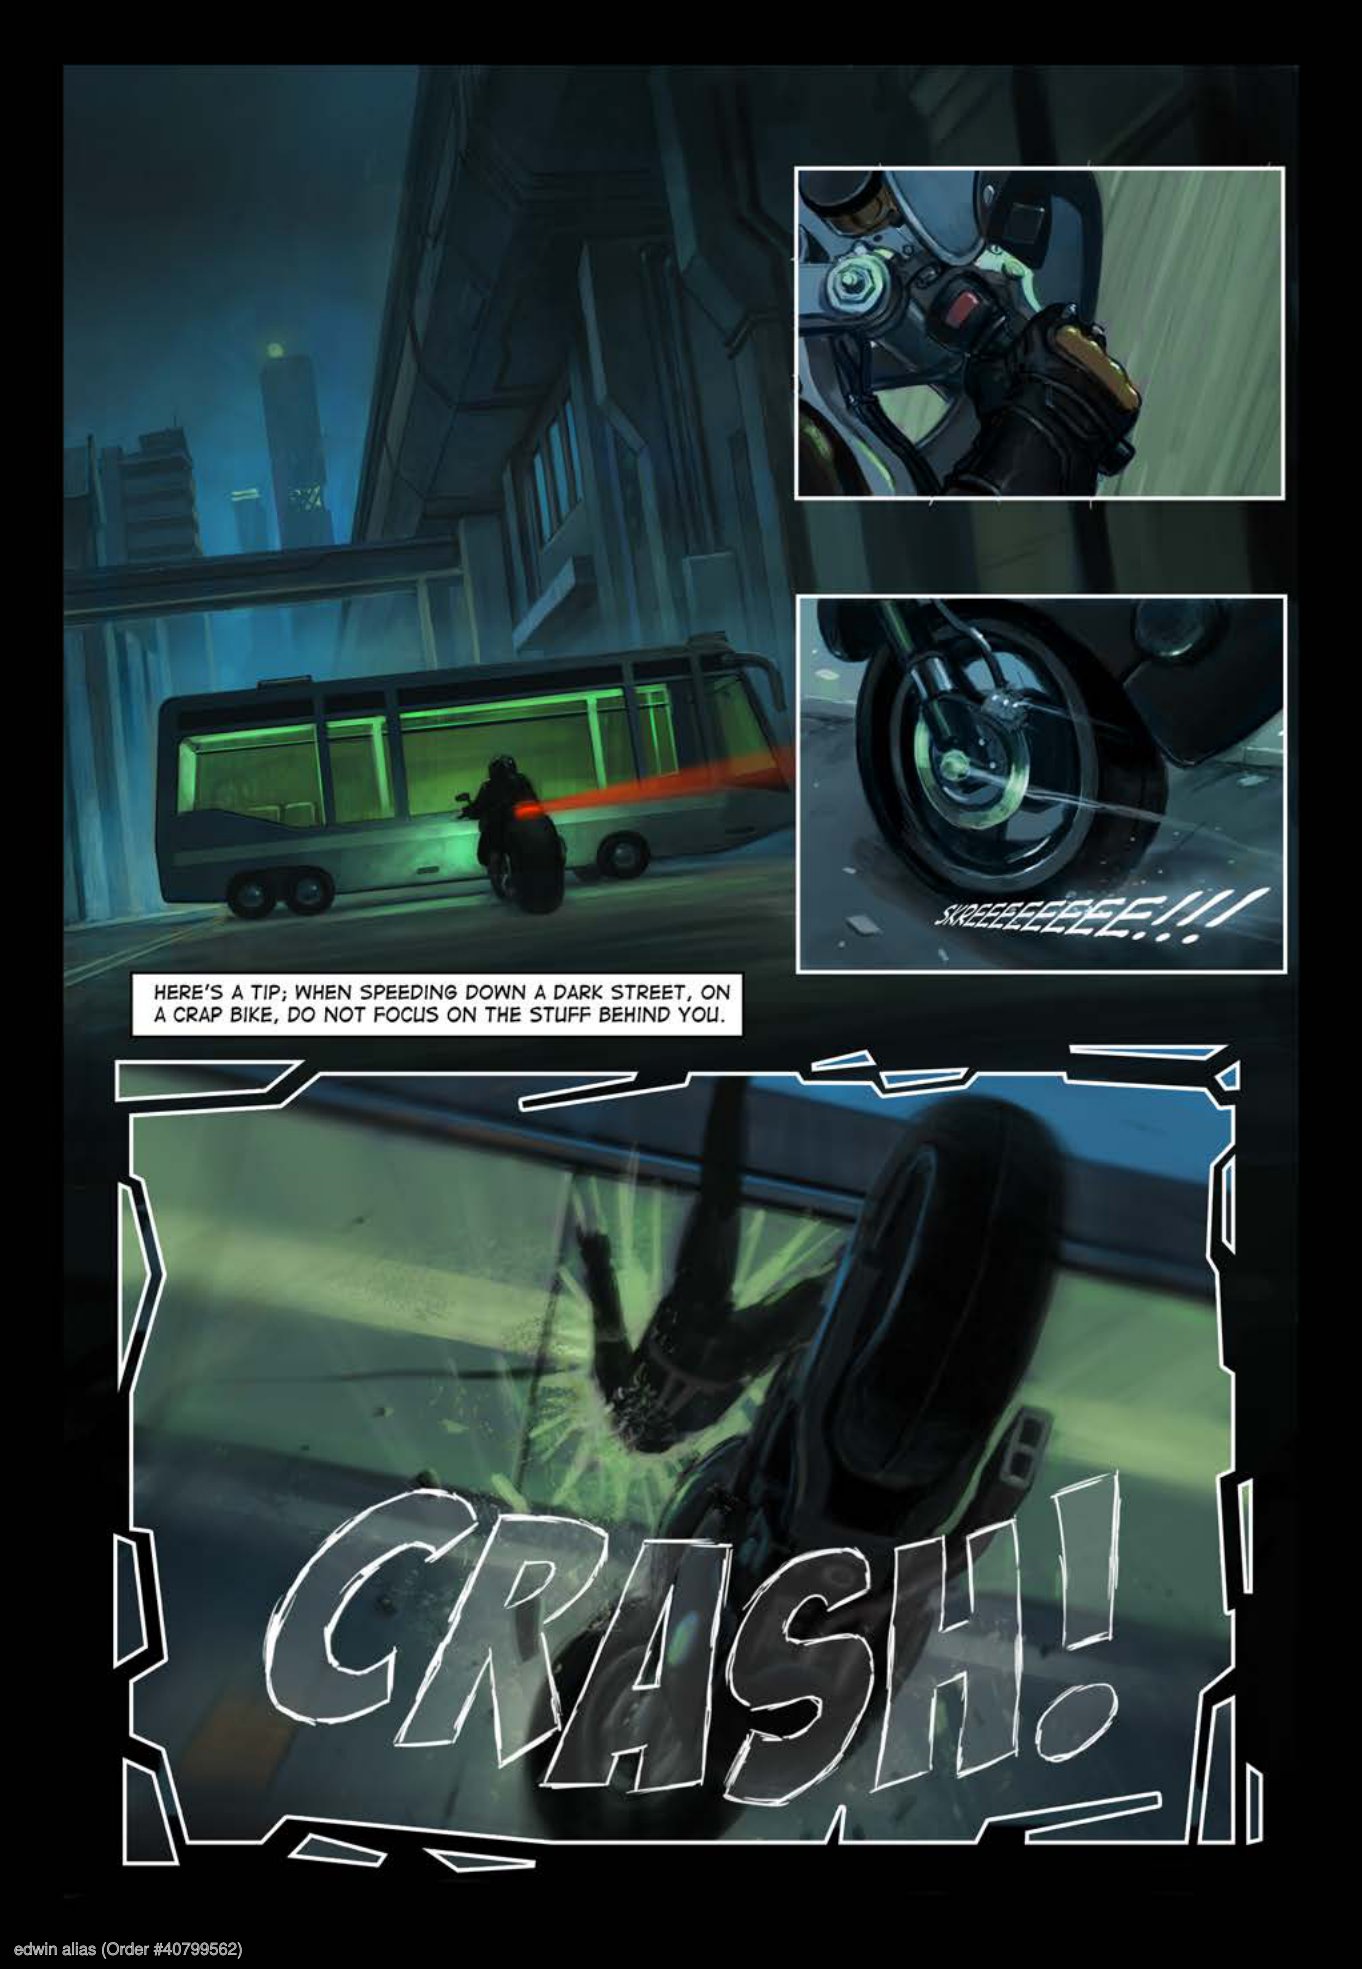 SKREEEEEEEEE!!!
HERE'S A TIP; WHEN SPEEDING DOWN A DARK STREET, ON
A CRAP BIKE, DO NOT FOCUS ON THE STUFF BEHIND YOU.
CRASH!
edwin alias (Order #40799562)